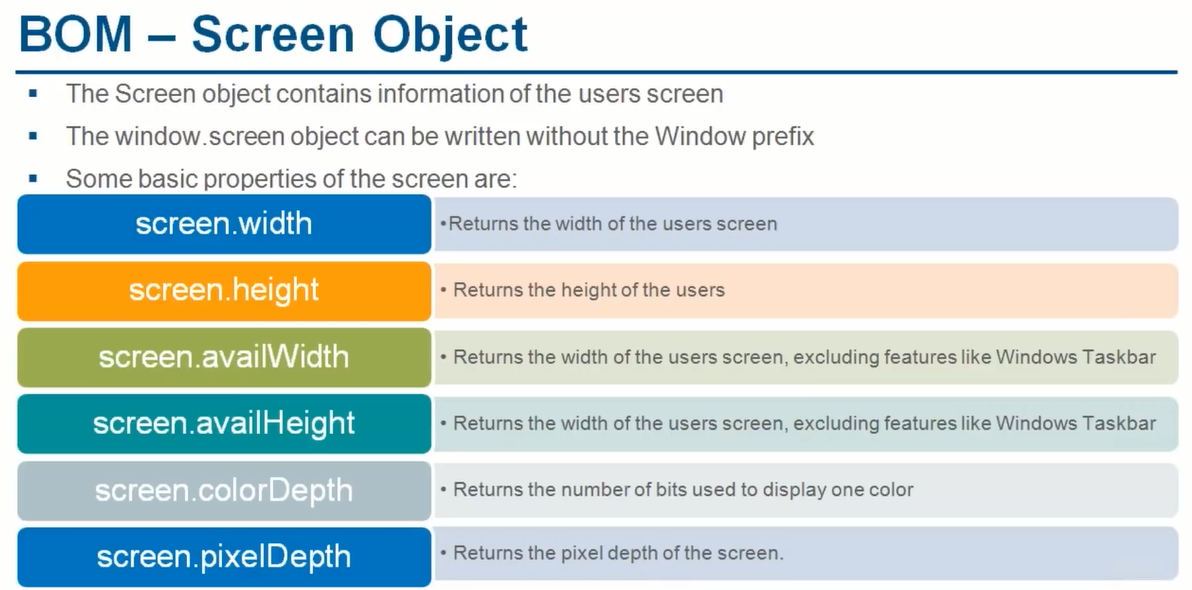 BOM – Screen Object
▪ The Screen object contains information of the users screen
▪ The window.screen object can be written without the Window prefix
▪ Some basic properties of the screen are:
screen.width
•Returns the width of the users screen
screen.height
• Returns the height of the users
screen.availWidth
• Returns the width of the users screen, excluding features like Windows Taskbar
screen.availHeight
• Returns the width of the users screen, excluding features like Windows Taskbar
screen.colorDepth
• Returns the number of bits used to display one color
screen.pixelDepth
• Returns the pixel depth of the screen.